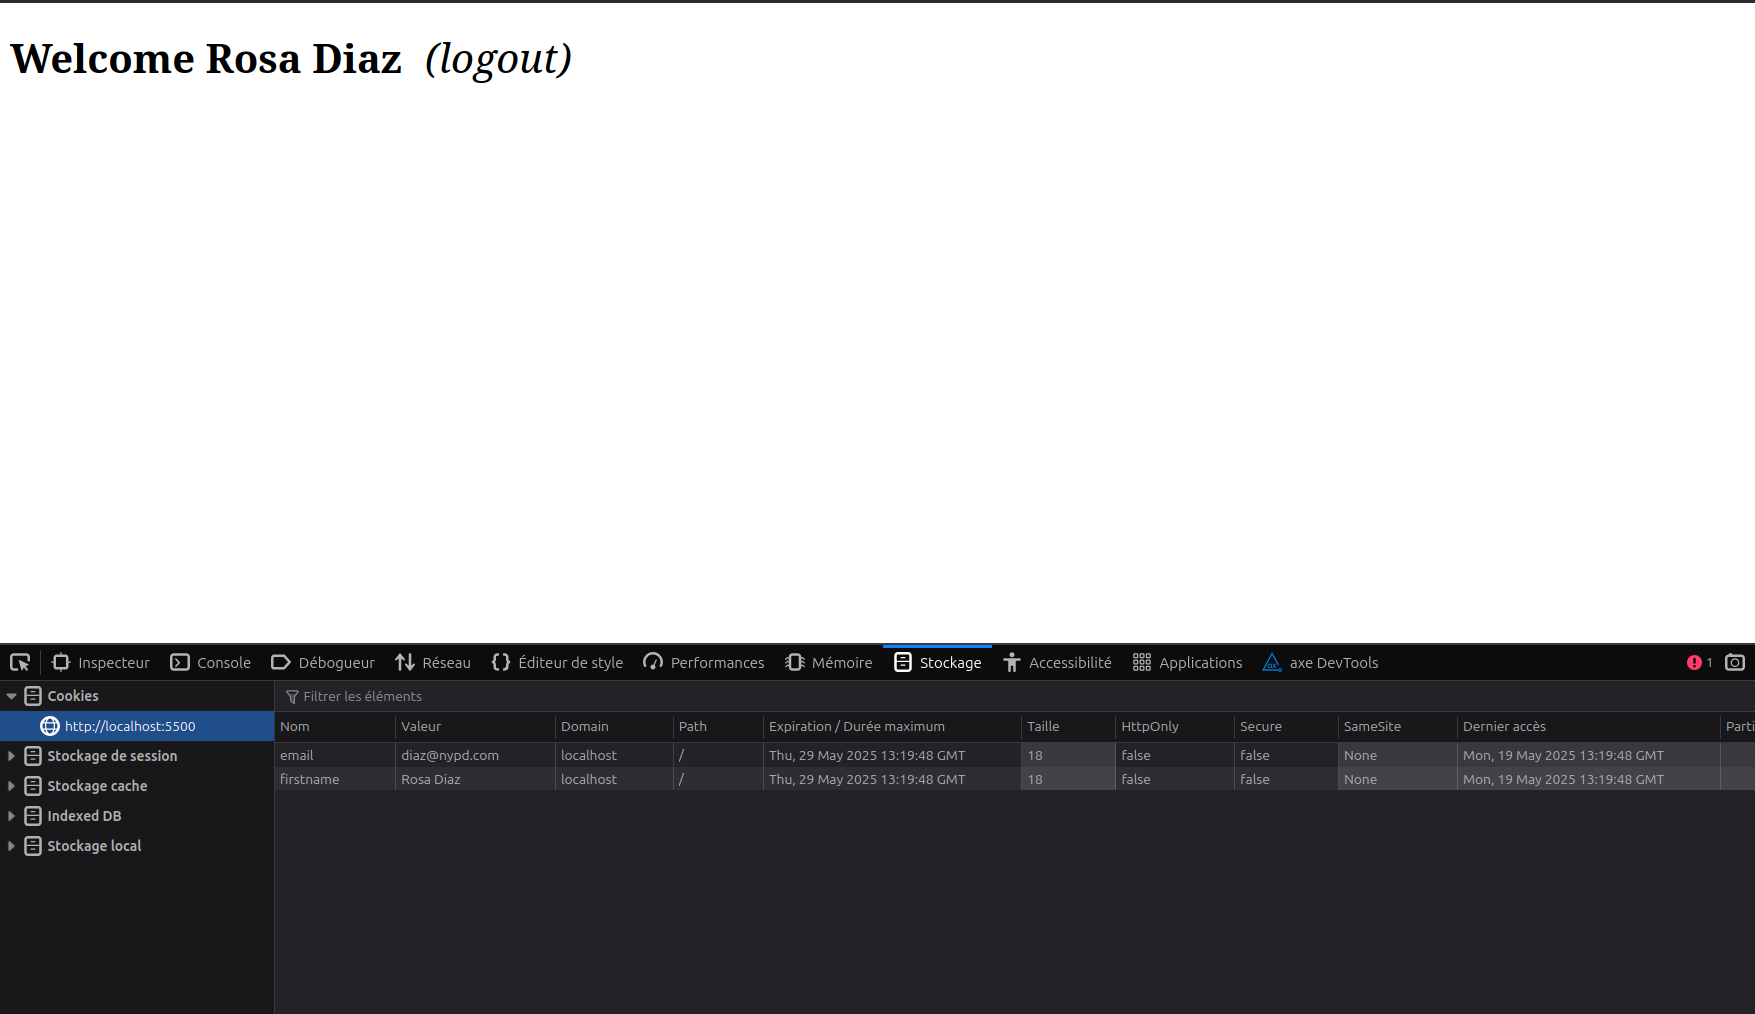 Welcome Rosa Diaz (logout)
Inspecteur Console Débogueur Réseau Éditeur de style Performances Mémoire Stockage Accessibilité Applications axe DevTools 1
Cookies
Filtrer les éléments
http://localhost:5500
Nom Valeur Domain Path Expiration / Durée maximum Taille HttpOnly Secure SameSite Dernier accès Parti
email diaz@nypd.com localhost / Thu, 29 May 2025 13:19:48 GMT 18 false false None Mon, 19 May 2025 13:19:48 GMT
firstname Rosa Diaz localhost / Thu, 29 May 2025 13:19:48 GMT 18 false false None Mon, 19 May 2025 13:19:48 GMT
Stockage de session
Stockage cache
Indexed DB
Stockage local